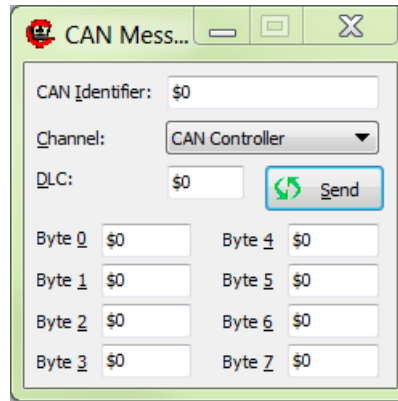 CAN Mess...
CAN Identifier: $0
Channel: CAN Controller
DLC: $0 Send
Byte 0 $0 Byte 4 $0
Byte 1 $0 Byte 5 $0
Byte 2 $0 Byte 6 $0
Byte 3 $0 Byte 7 $0